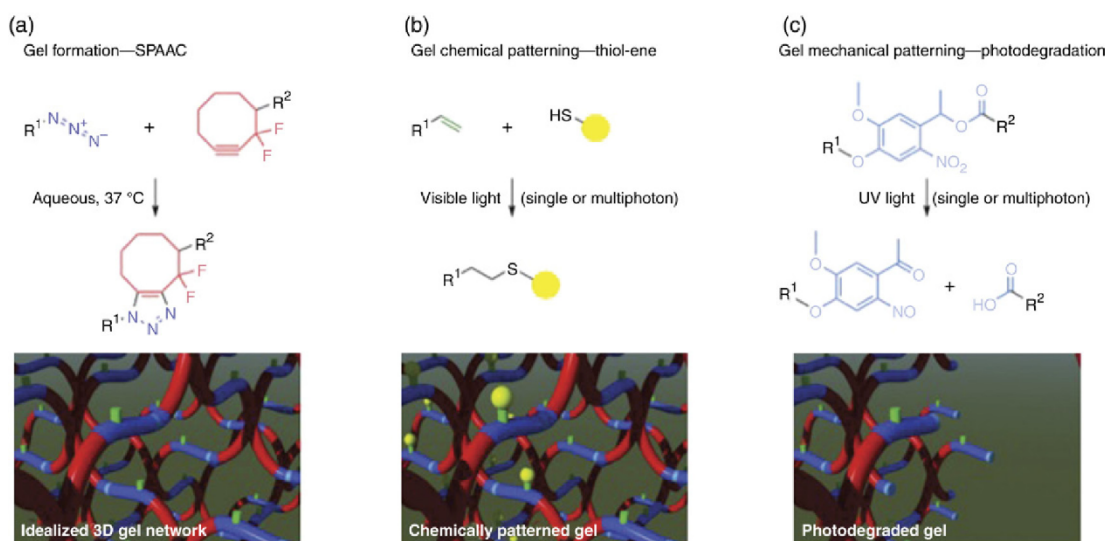 (a)
Gel formation—SPAAC
R1 N N+ N− + R2 F F
Aqueous, 37 °C
R2 F F
R1 N N N
Idealized 3D gel network
(b)
Gel chemical patterning—thiol-ene
R1 + HS
Visible light (single or multiphoton)
R1 S
Chemically patterned gel
(c)
Gel mechanical patterning—photodegradation
O O
O R2
R1 O NO2
UV light (single or multiphoton)
O O O
R1 O NO + HO R2
Photodegraded gel